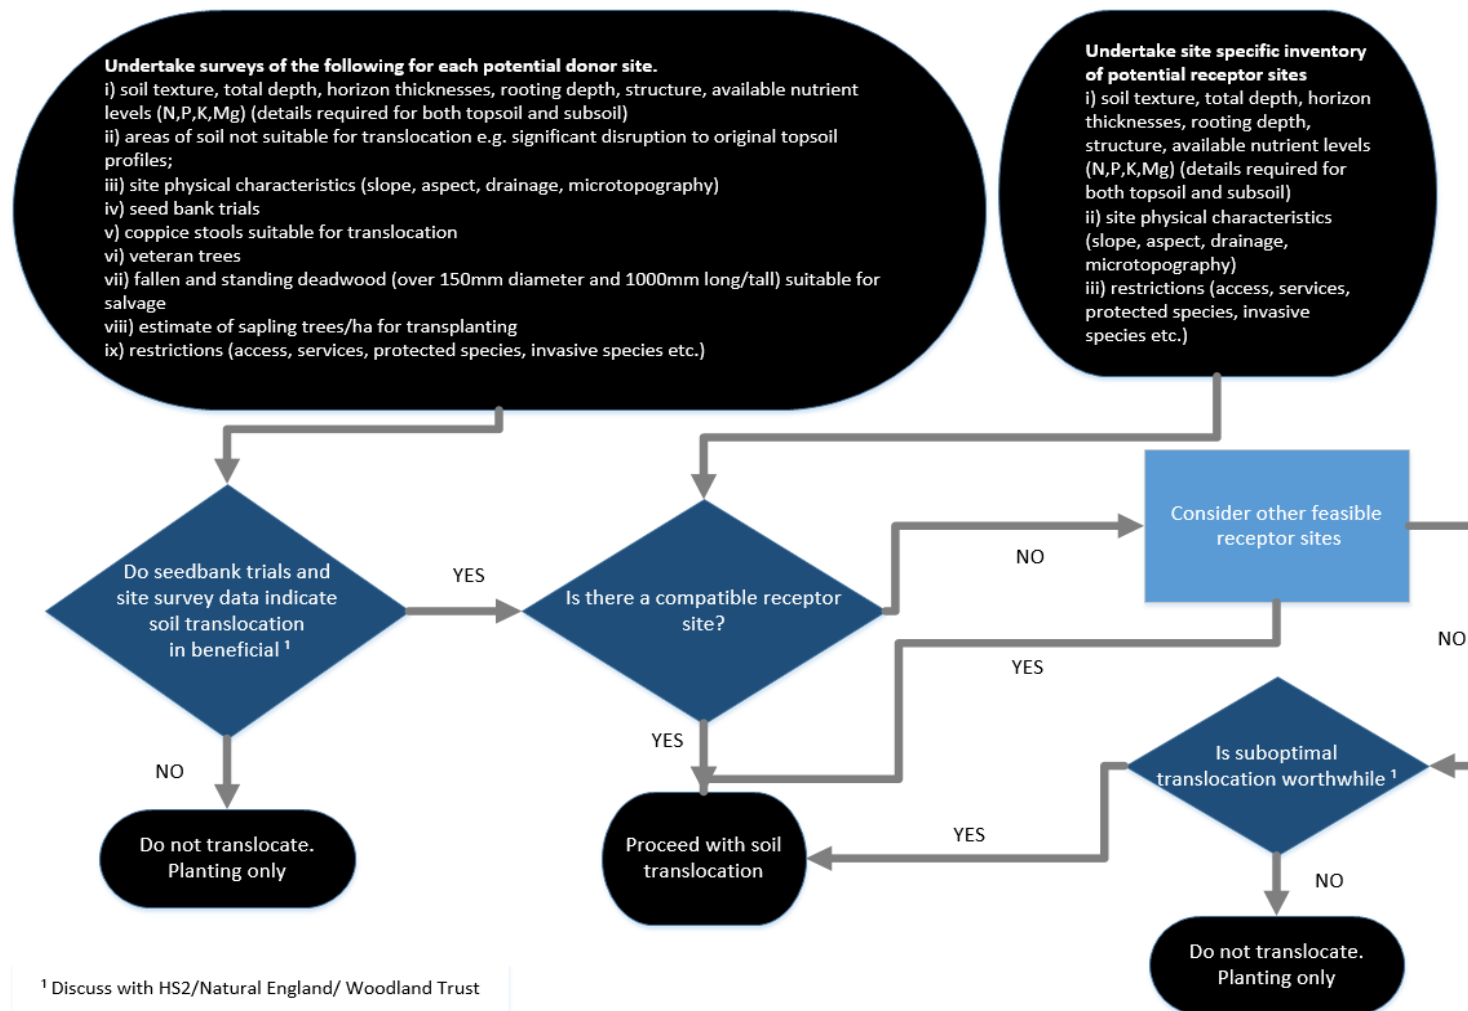 Undertake surveys of the following for each potential donor site.
i) soil texture, total depth, horizon thicknesses, rooting depth, structure, available nutrient
levels (N,P,K,Mg) (details required for both topsoil and subsoil)
ii) areas of soil not suitable for translocation e.g. significant disruption to original topsoil
profiles;
iii) site physical characteristics (slope, aspect, drainage, microtopography)
iv) seed bank trials
v) coppice stools suitable for translocation
vi) veteran trees
vii) fallen and standing deadwood (over 150mm diameter and 1000mm long/tall) suitable for
salvage
viii) estimate of sapling trees/ha for transplanting
ix) restrictions (access, services, protected species, invasive species etc.)
Undertake site specific inventory
of potential receptor sites
i) soil texture, total depth, horizon
thicknesses, rooting depth,
structure, available nutrient levels
(N,P,K,Mg) (details required for
both topsoil and subsoil)
ii) site physical characteristics
(slope, aspect, drainage,
microtopography)
iii) restrictions (access, services,
protected species, invasive
species etc.)
Do seedbank trials and
site survey data indicate
soil translocation
in beneficial ¹
YES
Is there a compatible receptor
site?
NO
Consider other feasible
receptor sites
NO
YES
YES
NO
Is suboptimal
translocation worthwhile ¹
YES
NO
Do not translocate.
Planting only
Proceed with soil
translocation
Do not translocate.
Planting only
¹ Discuss with HS2/Natural England/ Woodland Trust